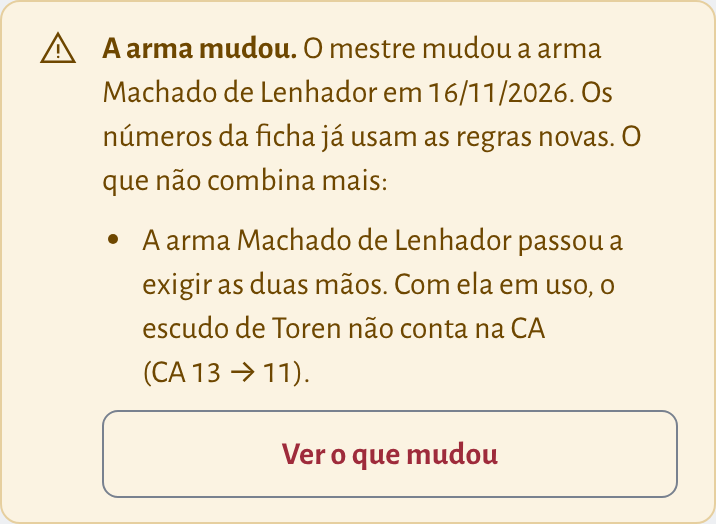 A arma mudou. O mestre mudou a arma
Machado de Lenhador em 16/11/2026. Os
números da ficha já usam as regras novas. O
que não combina mais:
• A arma Machado de Lenhador passou a
exigir as duas mãos. Com ela em uso, o
escudo de Toren não conta na CA
(CA 13 → 11).
Ver o que mudou